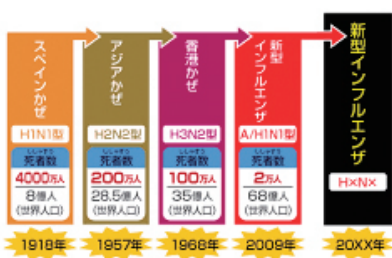 スペインかぜ
H1N1型
ししゃすう
死者数
4000万人
8億人
(世界人口)
1918年
アジアかぜ
H2N2型
ししゃすう
死者数
200万人
28.5億人
(世界人口)
1957年
香港かぜ
H3N2型
ししゃすう
死者数
100万人
35億人
(世界人口)
1968年
新型
インフルエンザ
A/H1N1型
ししゃすう
死者数
2万人
68億人
(世界人口)
2009年
新型インフルエンザ
H×N×
20XX年